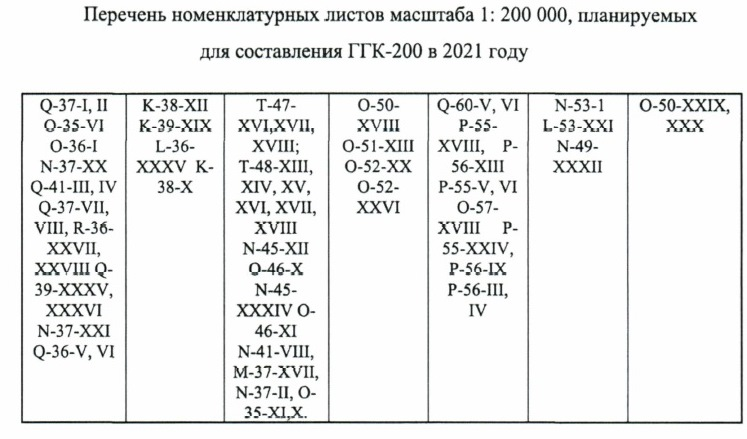 Перечень номенклатурных листов масштаба 1: 200 000, планируемых
для составления ГГК-200 в 2021 году
Q-37-I, II
O-35-VI
O-36-I
N-37-XX
Q-41-III, IV
Q-37-VII,
VIII, R-36-
XXVII,
XXVIII Q-
39-XXXV,
XXXVI
N-37-XXI
Q-36-V, VI
K-38-XII
K-39-XIX
L-36-
XXXV K-
38-X
T-47-
XVI,XVII,
XVIII;
T-48-XIII,
XIV, XV,
XVI, XVII,
XVIII
N-45-XII
O-46-X
N-45-
XXXIV O-
46-XI
N-41-VIII,
M-37-XVII,
N-37-II, O-
35-XI,X.
O-50-
XVIII
O-51-XIII
O-52-XX
O-52-
XXVI
Q-60-V, VI
P-55-
XVIII, P-
56-XIII
P-55-V, VI
O-57-
XVIII P-
55-XXIV,
P-56-IX
P-56-III,
IV
N-53-1
L-53-XXI
N-49-
XXXII
O-50-XXIX,
XXX